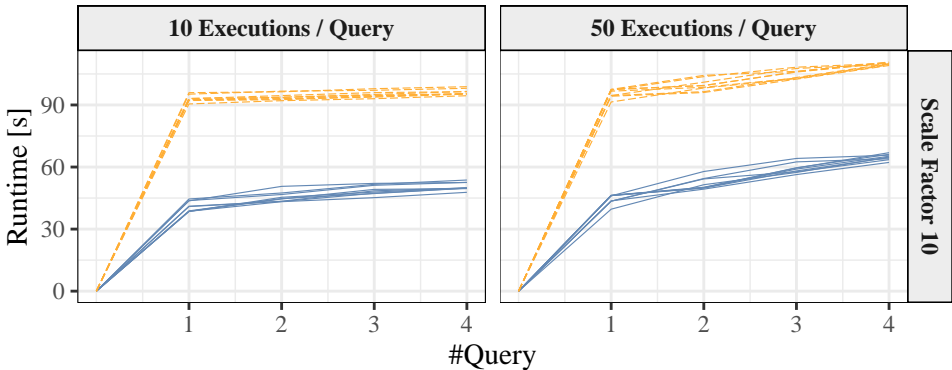 10 Executions / Query
50 Executions / Query
Runtime [s]
90
60
30
0
Scale Factor 10
1
2
3
4
1
2
3
4
#Query